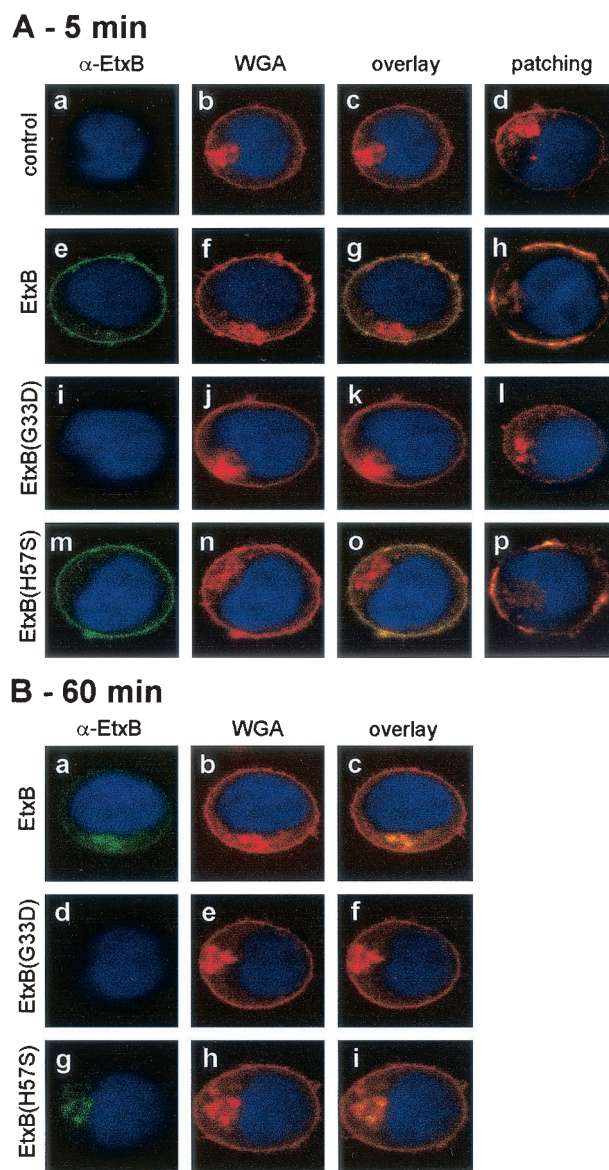 A - 5 min
α-EtxB WGA overlay patching
control
a b c d
EtxB
e f g h
EtxB(G33D)
i j k l
EtxB(H57S)
m n o p
B - 60 min
α-EtxB WGA overlay
EtxB
a b c
EtxB(G33D)
d e f
EtxB(H57S)
g h i